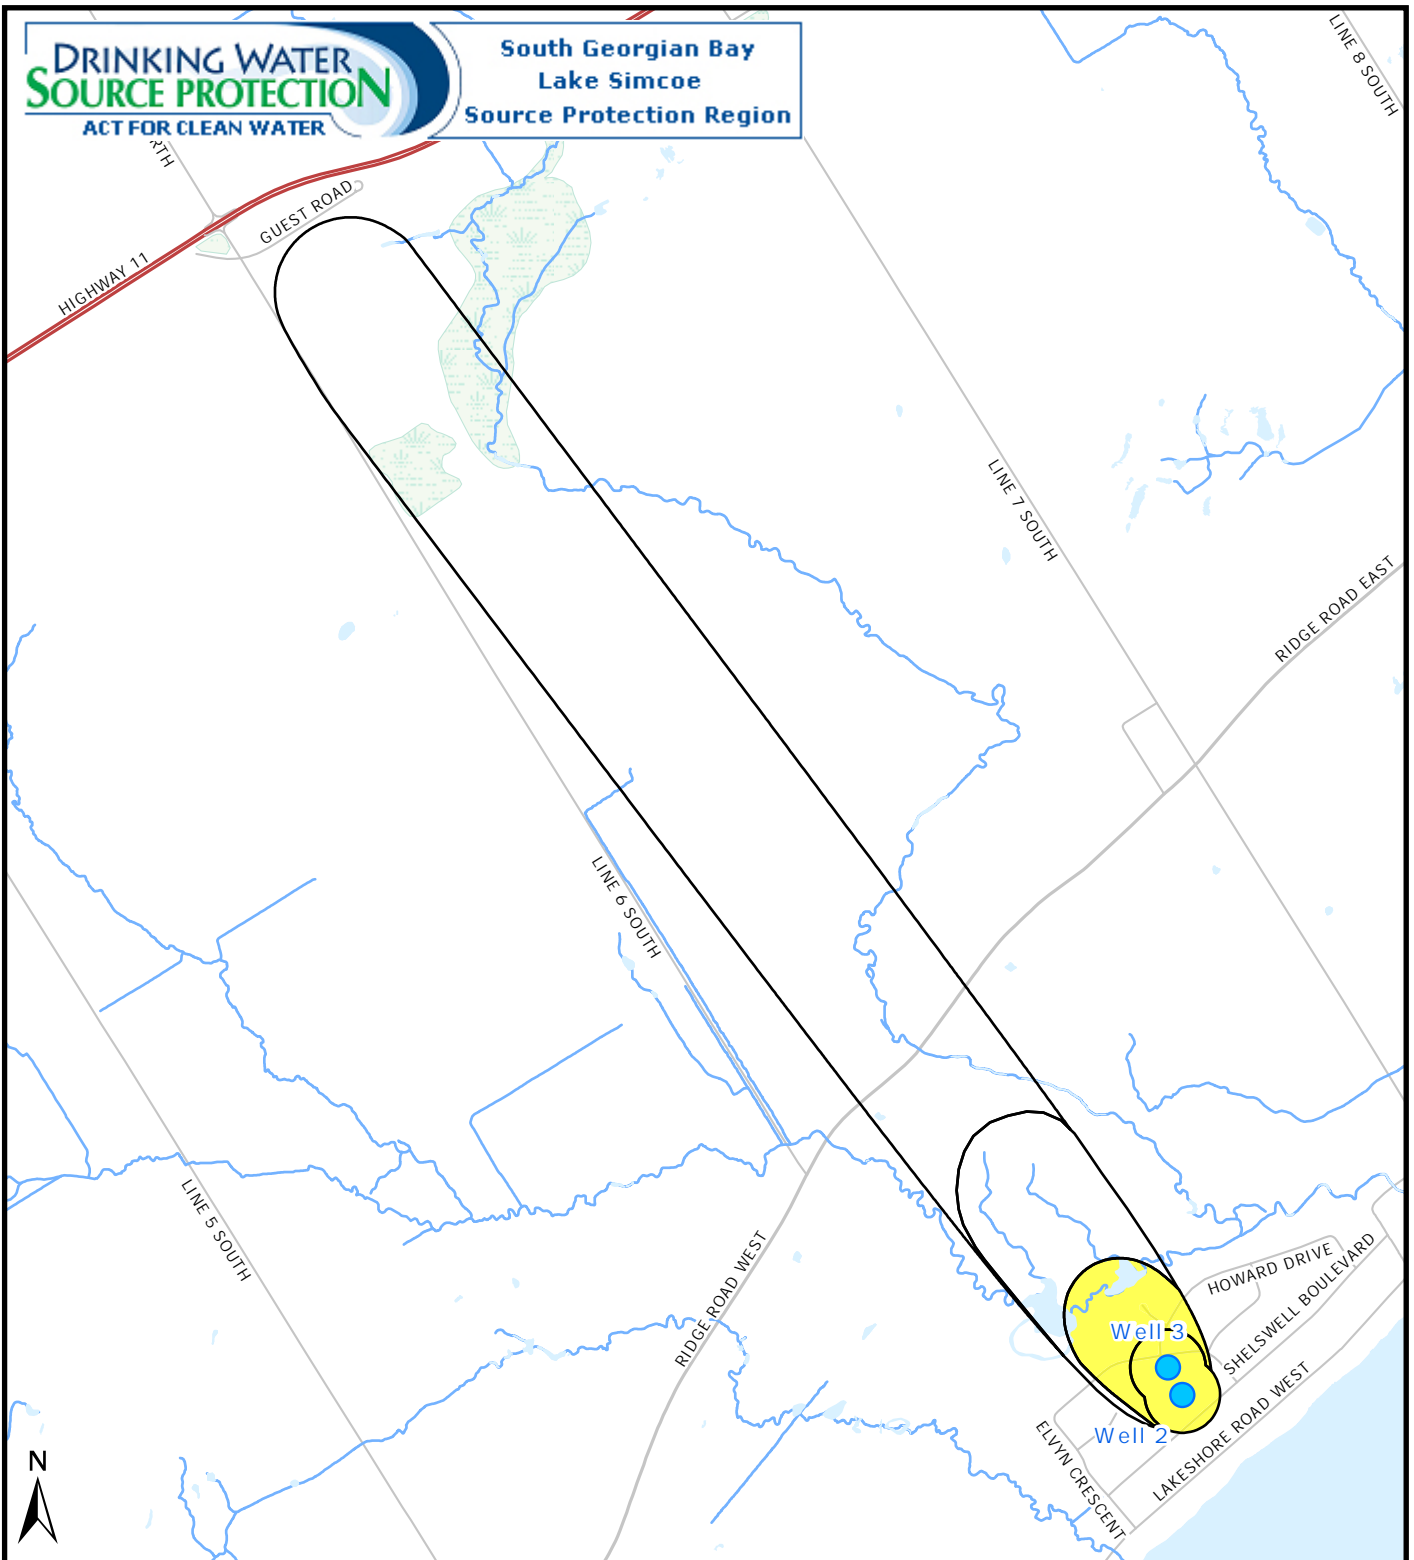 DRINKING WATER
SOURCE PROTECTION
ACT FOR CLEAN WATER
South Georgian Bay
Lake Simcoe
Source Protection Region
LINE 8 SOUTH
RTH
GUEST ROAD
HIGHWAY 11
LINE 7 SOUTH
RIDGE ROAD EAST
LINE 6 SOUTH
LINE 5 SOUTH
RIDGE ROAD WEST
HOWARD DRIVE
SHELSWELL BOULEVARD
Well 3
Well 2
LAKESHORE ROAD WEST
ELVYN CRESCENT
N